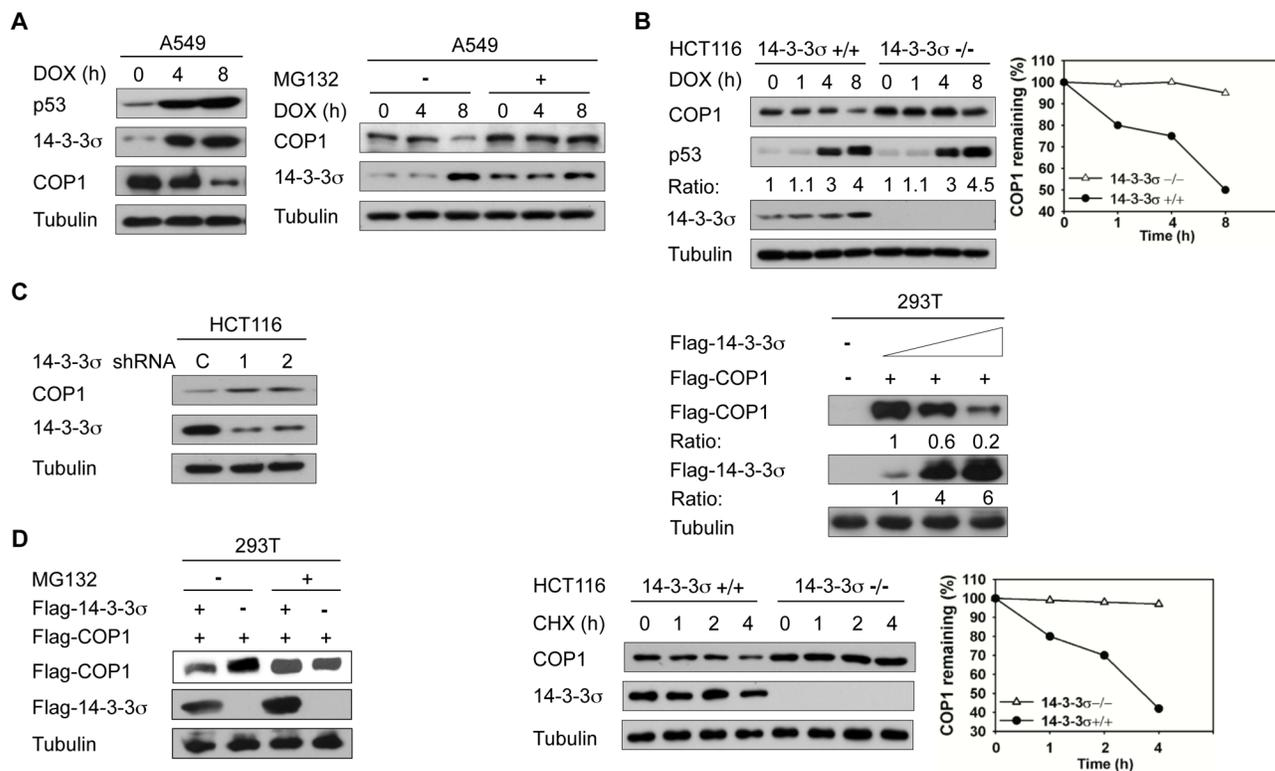 A
A549
DOX (h) 0 4 8
p53
14-3-3σ
COP1
Tubulin
A549
MG132 - +
DOX (h) 0 4 8 0 4 8
COP1
14-3-3σ
Tubulin
B
HCT116 14-3-3σ +/+ 14-3-3σ -/-
DOX (h) 0 1 4 8 0 1 4 8
COP1
p53
Ratio: 1 1.1 3 4 1 1.1 3 4.5
14-3-3σ
Tubulin
COP1 remaining (%)
110
100
90
80
70
60
50
40
14-3-3σ −/−
14-3-3σ +/+
0 1 4 8
Time (h)
C
HCT116
14-3-3σ shRNA C 1 2
COP1
14-3-3σ
Tubulin
293T
Flag-14-3-3σ -
Flag-COP1 - + + +
Flag-COP1
Ratio: 1 0.6 0.2
Flag-14-3-3σ
Ratio: 1 4 6
Tubulin
D
293T
MG132 - +
Flag-14-3-3σ + - + -
Flag-COP1 + + + +
Flag-COP1
Flag-14-3-3σ
Tubulin
HCT116 14-3-3σ +/+ 14-3-3σ -/-
CHX (h) 0 1 2 4 0 1 2 4
COP1
14-3-3σ
Tubulin
COP1 remaining (%)
110
100
90
80
70
60
50
40
30
14-3-3σ−/−
14-3-3σ+/+
0 1 2 4
Time (h)